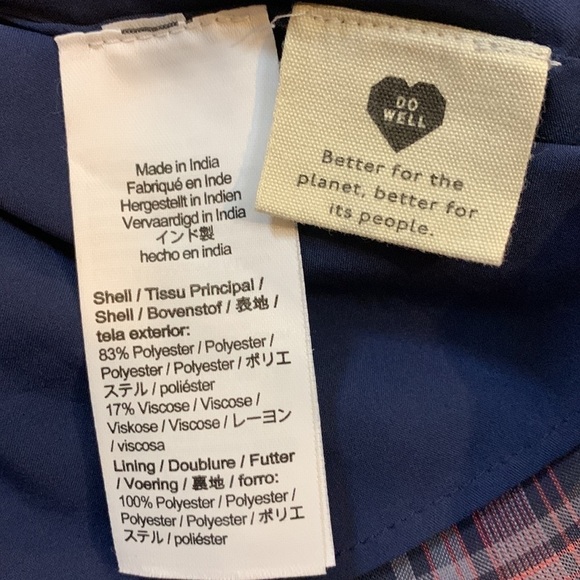 Made in India
Fabriqué en Inde
Hergestellt in Indien
Vervaardigd in India
インド製
hecho en india
Shell / Tissu Principal /
Shell / Bovenstof / 表地 /
tela exterior:
83% Polyester / Polyester /
Polyester / Polyester / ポリエ
ステル / poliéster
17% Viscose / Viscose /
Viskose / Viscose / レーヨン
/ viscosa
Lining / Doublure / Futter
/ Voering / 裏地 / forro:
100% Polyester / Polyester /
Polyester / Polyester / ポリエ
ステル / poliéster
DO
WELL
Better for the
planet, better for
its people.